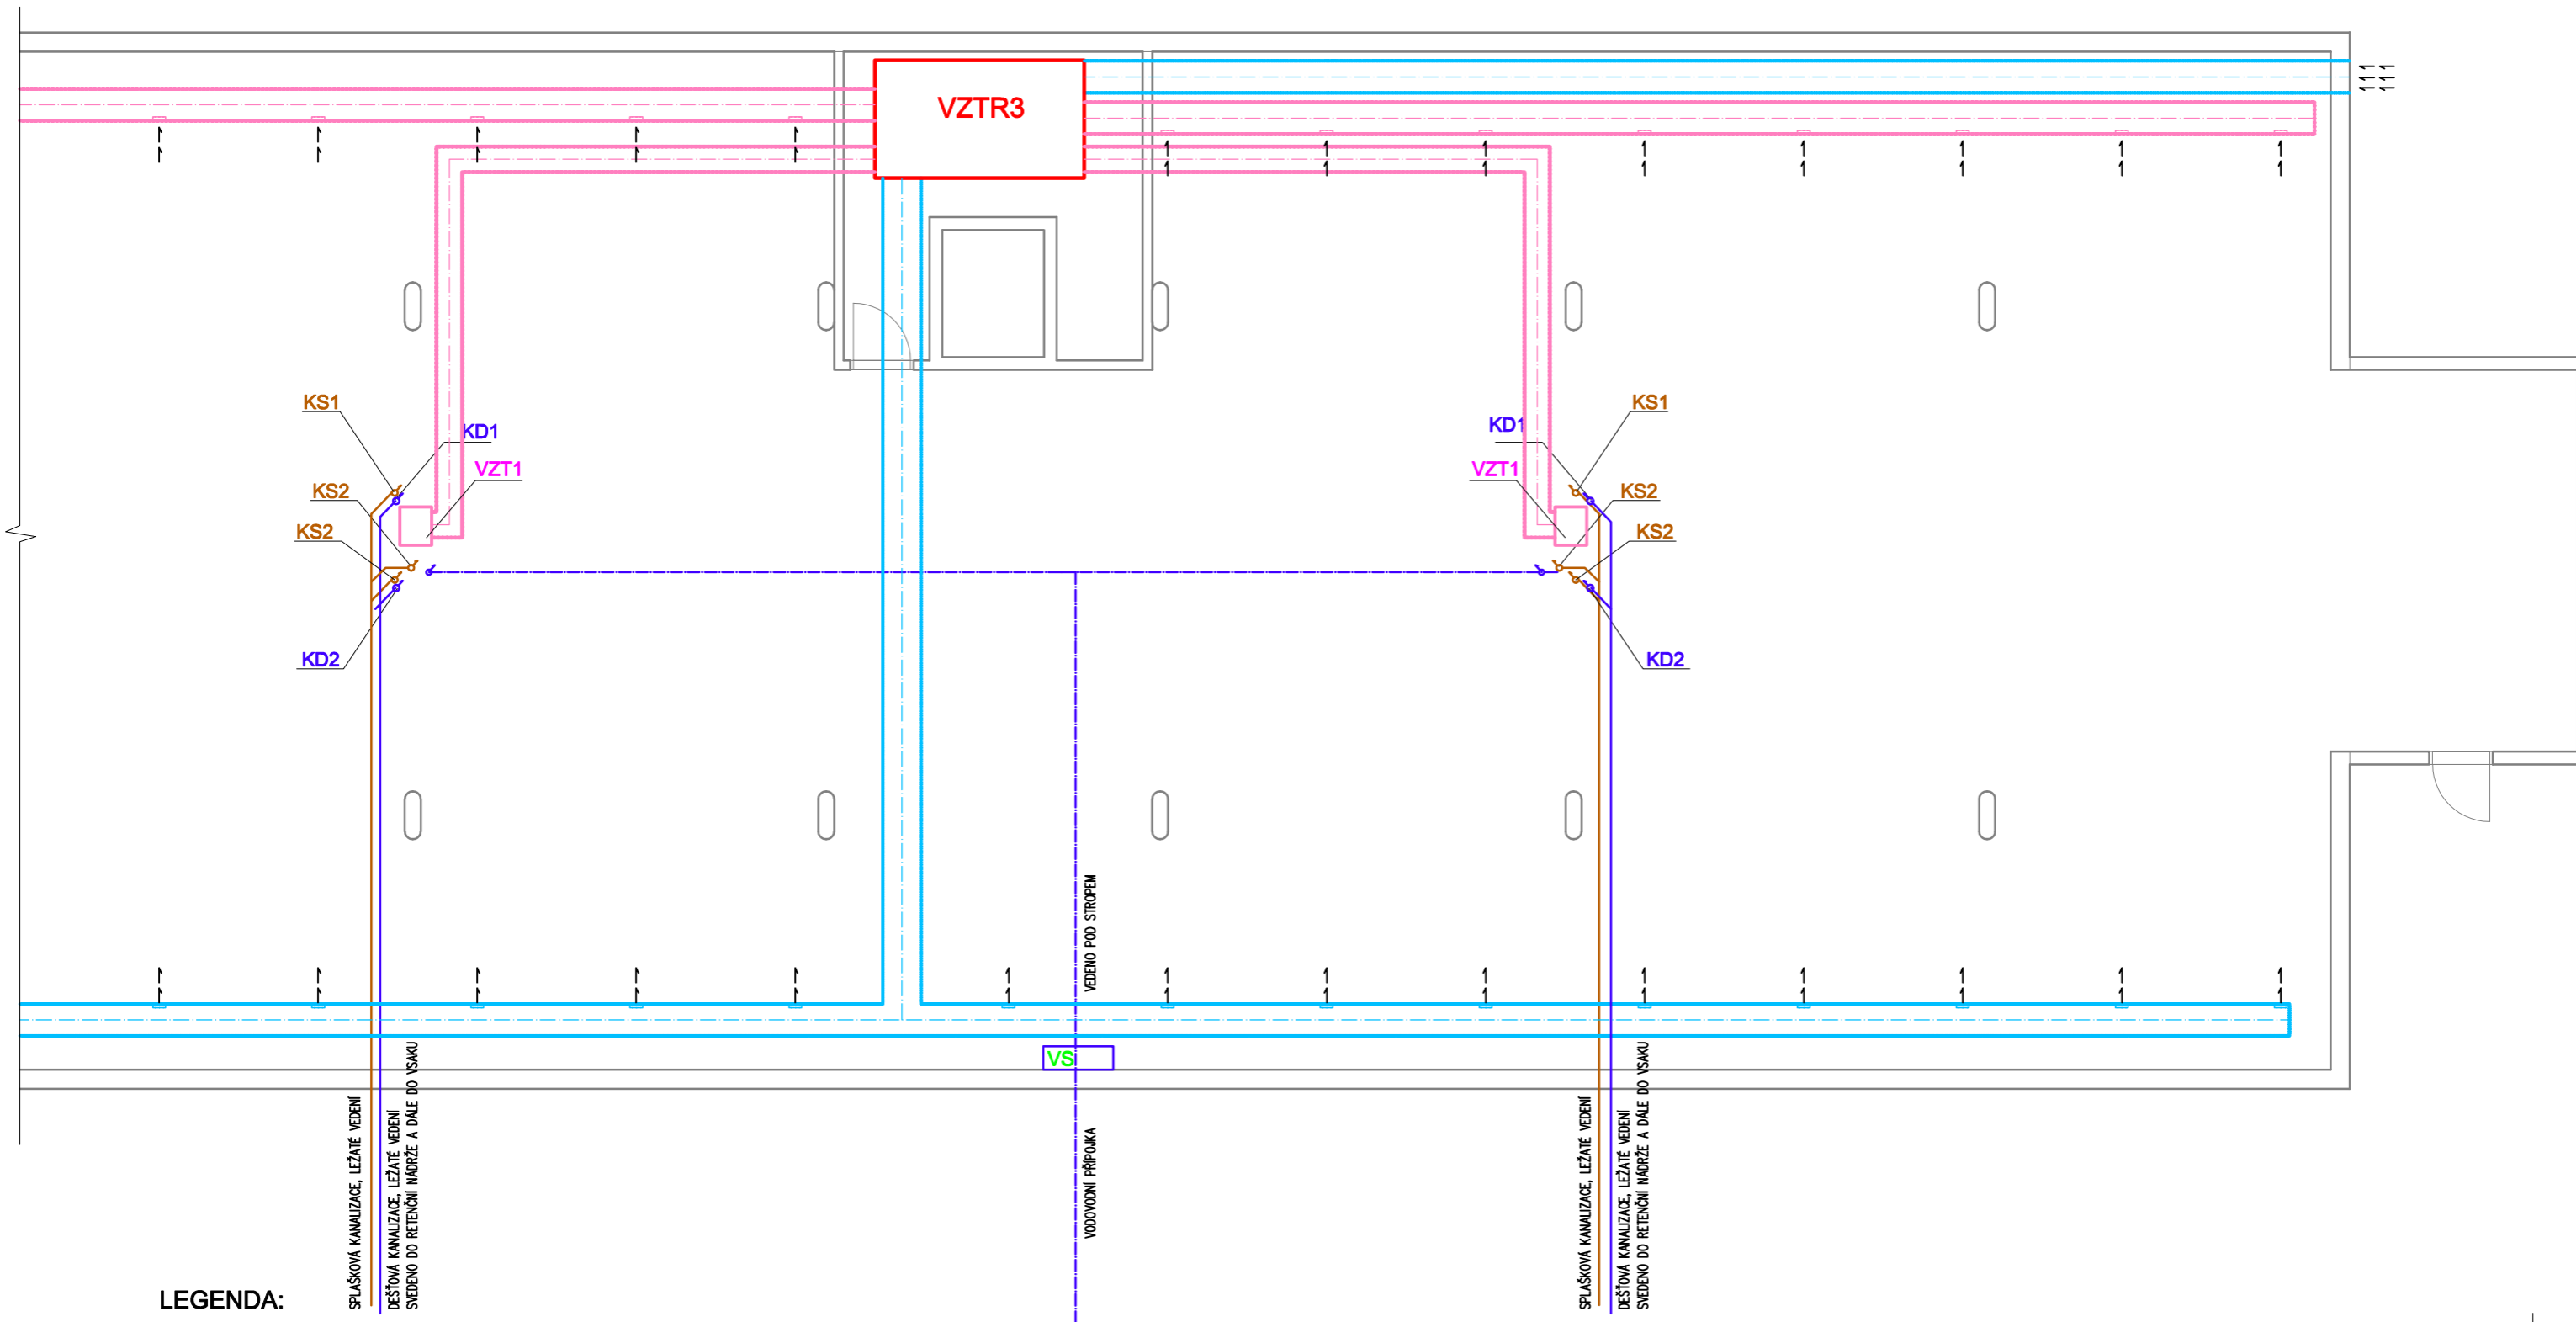 VZTR3
KS1
KD1
VZT1
KS2
KS2
KD2
KS1
KD1
VZT1
KS2
KS2
KD2
VEDENO POD STROPEM
VS
SPLAŠKOVÁ KANALIZACE, LEŽATÉ VEDENÍ
DEŠŤOVÁ KANALIZACE, LEŽATÉ VEDENÍ
SVEDENO DO RETENČNÍ NÁDRŽE A DÁLE DO VSAKU
VODOVODNÍ PŘÍPOJKA
SPLAŠKOVÁ KANALIZACE, LEŽATÉ VEDENÍ
DEŠŤOVÁ KANALIZACE, LEŽATÉ VEDENÍ
SVEDENO DO RETENČNÍ NÁDRŽE A DÁLE DO VSAKU
LEGENDA: